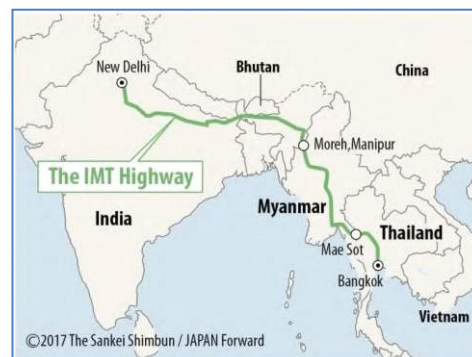 New Delhi
Bhutan
China
The IMT Highway
Moreh,Manipur
India
Myanmar
Thailand
Mae Sot
Bangkok
Vietnam
©2017 The Sankei Shimbun / JAPAN Forward